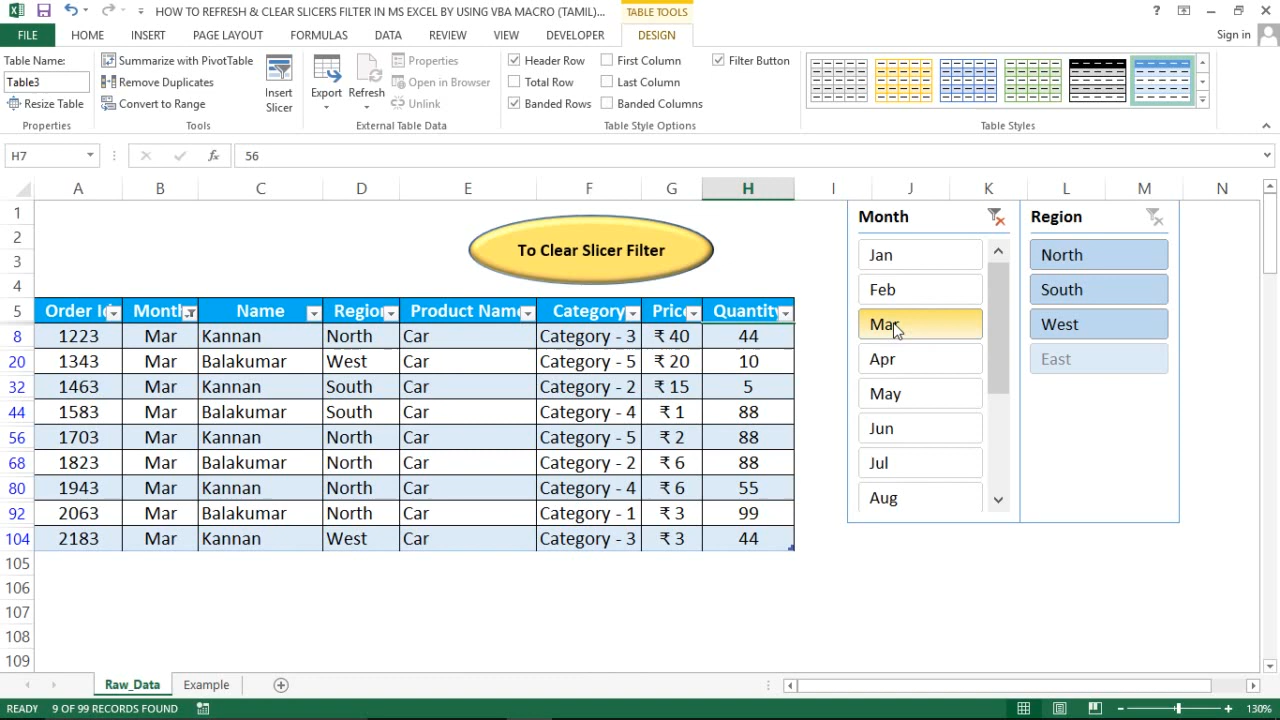 HOW TO REFRESH & CLEAR SLICERS FILTER IN MS EXCEL BY USING VBA MACRO (TAMIL)...
TABLE TOOLS
?
FILE HOME INSERT PAGE LAYOUT FORMULAS DATA REVIEW VIEW DEVELOPER DESIGN
Sign in
Table Name:
Table3
Resize Table
Properties
Summarize with PivotTable
Remove Duplicates
Convert to Range
Tools
Insert
Slicer
Export
Refresh
Properties
Open in Browser
Unlink
External Table Data
Header Row
Total Row
Banded Rows
First Column
Last Column
Banded Columns
Filter Button
Table Style Options
Table Styles
H7
fx
56
A B C D E F G H I J K L M N
1
2
3
4
To Clear Slicer Filter
5 Order Id Month Name Region Product Name Category Price Quantity
8 1223 Mar Kannan North Car Category - 3 ₹ 40 44
20 1343 Mar Balakumar West Car Category - 5 ₹ 20 10
32 1463 Mar Kannan South Car Category - 2 ₹ 15 5
44 1583 Mar Balakumar South Car Category - 4 ₹ 1 88
56 1703 Mar Kannan North Car Category - 5 ₹ 2 88
68 1823 Mar Balakumar North Car Category - 2 ₹ 6 88
80 1943 Mar Kannan North Car Category - 4 ₹ 6 55
92 2063 Mar Balakumar North Car Category - 1 ₹ 3 99
104 2183 Mar Kannan West Car Category - 3 ₹ 3 44
105
106
107
108
109
Month
Jan
Feb
Mar
Apr
May
Jun
Jul
Aug
Region
North
South
West
East
Raw_Data Example
READY 9 OF 99 RECORDS FOUND
130%